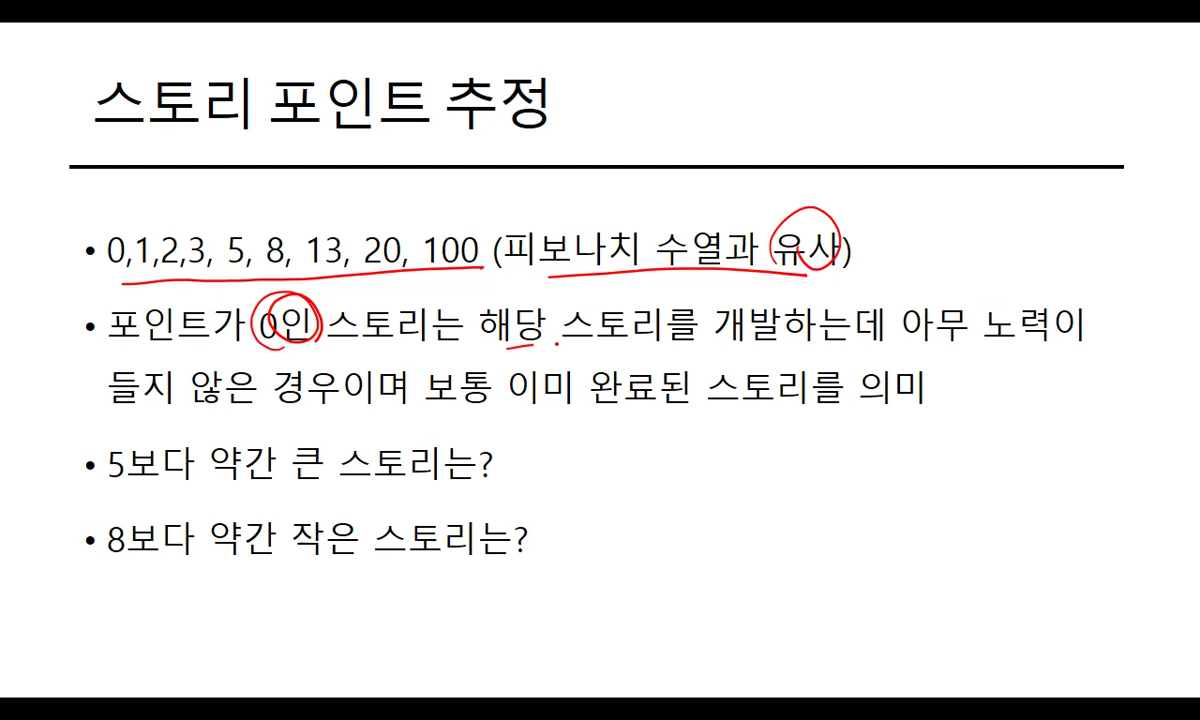 스토리 포인트 추정
• 0,1,2,3, 5, 8, 13, 20, 100 (피보나치 수열과 유사)
• 포인트가 0인 스토리는 해당 스토리를 개발하는데 아무 노력이
들지 않은 경우이며 보통 이미 완료된 스토리를 의미
• 5보다 약간 큰 스토리는?
• 8보다 약간 작은 스토리는?